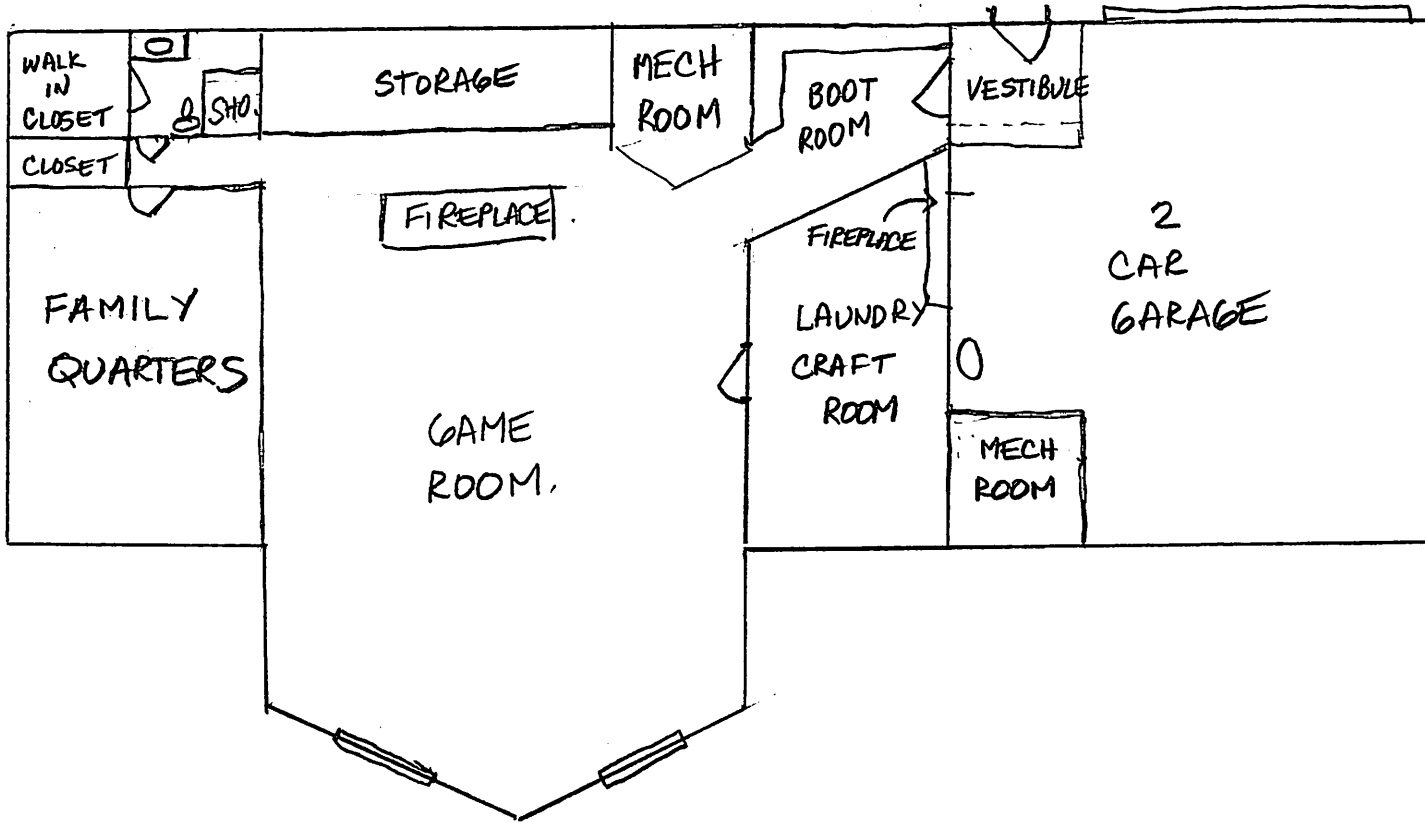 WALK
IN
CLOSET
SHO.
STORAGE
MECH
ROOM
BOOT
ROOM
VESTIBULE
CLOSET
FIREPLACE
FIREPLACE
2
CAR
GARAGE
FAMILY
QUARTERS
LAUNDRY
CRAFT
ROOM
GAME
ROOM.
MECH
ROOM